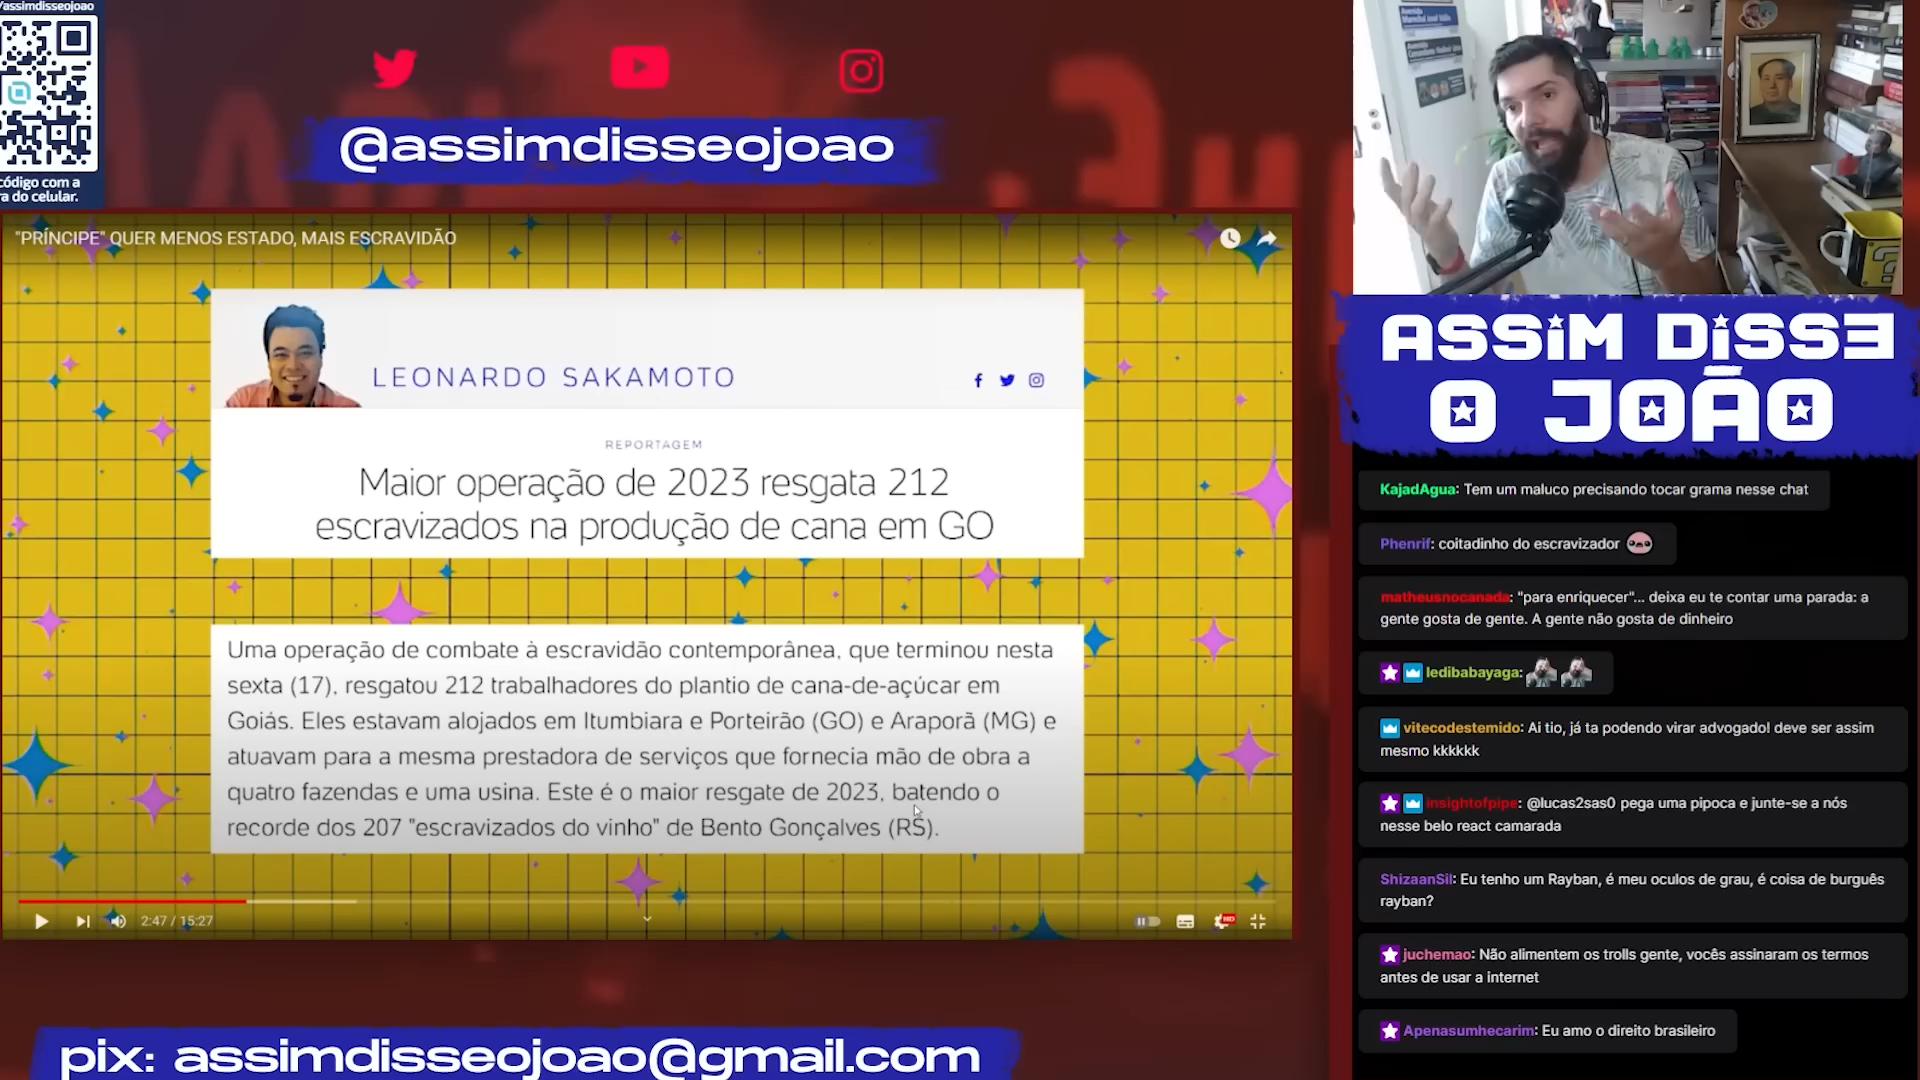 /assimdisseojoao
código com a
a do celular.
@assimdisseojoao
"PRÍNCIPE" QUER MENOS ESTADO, MAIS ESCRAVIDÃO
LEONARDO SAKAMOTO
REPORTAGEM
Maior operação de 2023 resgata 212
escravizados na produção de cana em GO
Uma operação de combate à escravidão contemporânea, que terminou nesta
sexta (17), resgatou 212 trabalhadores do plantio de cana-de-açúcar em
Goiás. Eles estavam alojados em Itumbiara e Porteirão (GO) e Araporã (MG) e
atuavam para a mesma prestadora de serviços que fornecia mão de obra a
quatro fazendas e uma usina. Este é o maior resgate de 2023, batendo o
recorde dos 207 "escravizados do vinho" de Bento Gonçalves (RS).
2:47 / 15:27
HD
pix: assimdisseojoao@gmail.com
ASSIM DISSE
O JOÃO
KajadAgua: Tem um maluco precisando tocar grama nesse chat
Phenrif: coitadinho do escravizador
matheusnocanada: "para enriquecer"... deixa eu te contar uma parada: a
gente gosta de gente. A gente não gosta de dinheiro
ledibabayaga:
vitecodestemido: Ai tio, já ta podendo virar advogado! deve ser assim
mesmo kkkkkk
insightofpipe: @lucas2sas0 pega uma pipoca e junte-se a nós
nesse belo react camarada
ShizaanSil: Eu tenho um Rayban, é meu oculos de grau, é coisa de burguês
rayban?
juchemao: Não alimentem os trolls gente, vocês assinaram os termos
antes de usar a internet
Apenasumhecarim: Eu amo o direito brasileiro